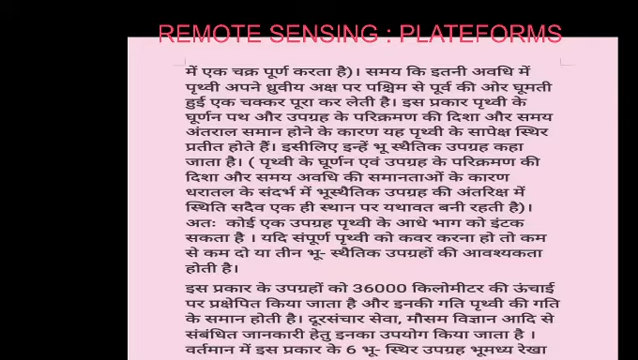 REMOTE SENSING : PLATEFORMS
में एक चक्र पूर्ण करता है)। समय कि इतनी अवधि में
पृथ्वी अपने ध्रुवीय अक्ष पर पश्चिम से पूर्व की ओर घूमती
हुई एक चक्कर पूरा कर लेती है। इस प्रकार पृथ्वी के
घूर्णन पथ और उपग्रह के परिक्रमण की दिशा और समय
अंतराल समान होने के कारण यह पृथ्वी के सापेक्ष स्थिर
प्रतीत होते हैं। इसीलिए इन्हें भू स्थैतिक उपग्रह कहा
जाता है। ( पृथ्वी के घूर्णन एवं उपग्रह के परिक्रमण की
दिशा और समय अवधि की समानताओं के कारण
धरातल के संदर्भ में भूस्थैतिक उपग्रह की अंतरिक्ष में
स्थिति सदैव एक ही स्थान पर यथावत बनी रहती है)।
अतः कोई एक उपग्रह पृथ्वी के आधे भाग को इंटक
सकता है । यदि संपूर्ण पृथ्वी को कवर करना हो तो कम
से कम दो या तीन भू- स्थैतिक उपग्रहों की आवश्यकता
होती है।
इस प्रकार के उपग्रहों को 36000 किलोमीटर की ऊंचाई
पर प्रक्षेपित किया जाता है और इनकी गति पृथ्वी की गति
के समान होती है। दूरसंचार सेवा, मौसम विज्ञान आदि से
संबंधित जानकारी हेतु इनका उपयोग किया जाता है ।
वर्तमान में इस प्रकार के 6 भू- स्थिर उपग्रह भूमध्य रेखा